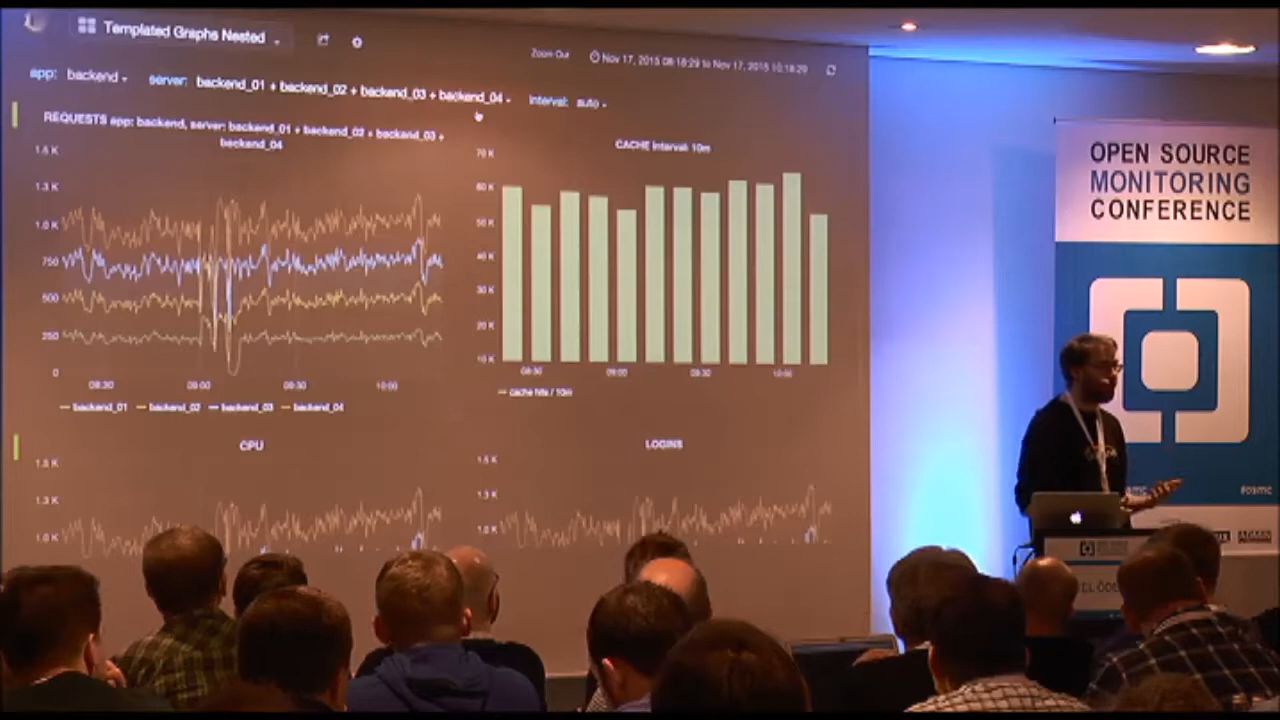 Templated Graphs Nested
Zoom Out
Nov 17, 2015 08:18:29 to Nov 17, 2015 10:18:29
app: backend
server: backend_01 + backend_02 + backend_03 + backend_04
Interval: auto
REQUESTS app: backend, server: backend_01 + backend_02 + backend_03 +
backend_04
1.5 K
1.3 K
1.0 K
750
500
250
0
08:30
09:00
09:30
10:00
backend_01
backend_02
backend_03
backend_04
CACHE interval: 10m
70 K
60 K
50 K
40 K
30 K
20 K
10 K
08:30
09:00
09:30
10:00
cache hits / 10m
CPU
1.5 K
1.3 K
1.0 K
LOGINS
1.5 K
1.3 K
1.0 K
OPEN SOURCE
MONITORING
CONFERENCE
#osmc
ADMIN